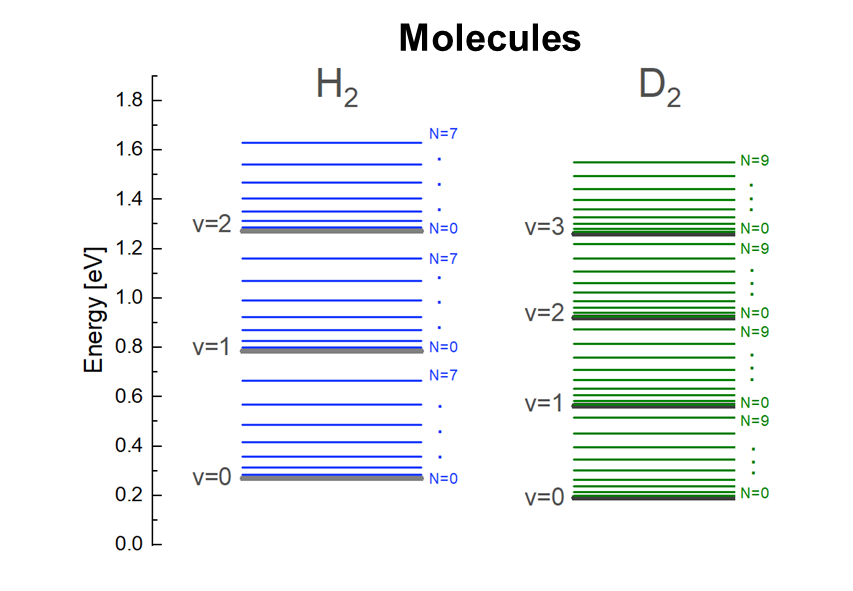 Molecules
H₂
D₂
Energy [eV]
1.8
1.6
1.4
1.2
1.0
0.8
0.6
0.4
0.2
0.0
N=7
v=2
N=0
N=7
v=1
N=0
N=7
v=0
N=0
N=9
v=3
N=0
N=9
v=2
N=0
N=9
v=1
N=0
N=9
v=0
N=0